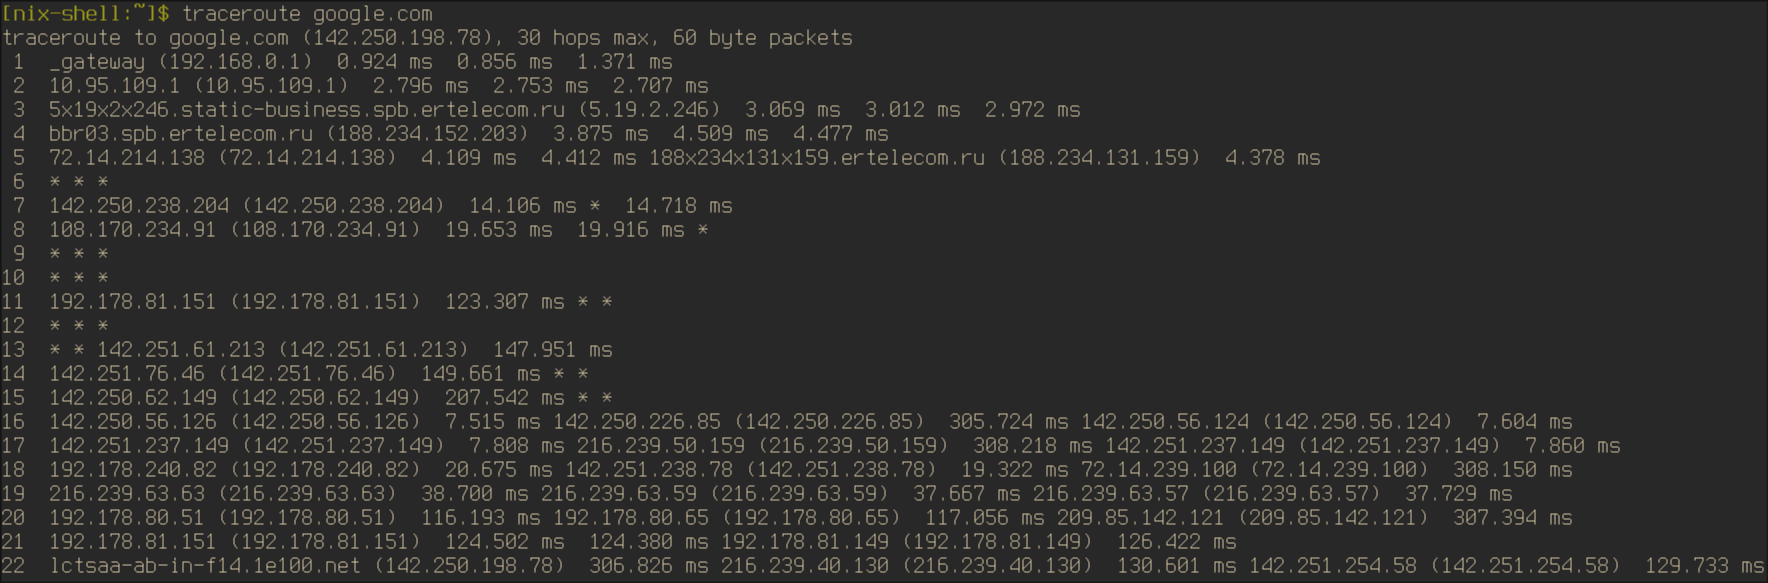 [nix-shell:~]$ traceroute google.com
traceroute to google.com (142.250.198.78), 30 hops max, 60 byte packets
 1  _gateway (192.168.0.1)  0.924 ms  0.856 ms  1.371 ms
 2  10.95.109.1 (10.95.109.1)  2.796 ms  2.753 ms  2.707 ms
 3  5x19x2x246.static-business.spb.ertelecom.ru (5.19.2.246)  3.069 ms  3.012 ms  2.972 ms
 4  bbr03.spb.ertelecom.ru (188.234.152.203)  3.875 ms  4.509 ms  4.477 ms
 5  72.14.214.138 (72.14.214.138)  4.109 ms  4.412 ms 188x234x131x159.ertelecom.ru (188.234.131.159)  4.378 ms
 6  * * *
 7  142.250.238.204 (142.250.238.204)  14.106 ms *  14.718 ms
 8  108.170.234.91 (108.170.234.91)  19.653 ms  19.916 ms *
 9  * * *
10  * * *
11  192.178.81.151 (192.178.81.151)  123.307 ms * *
12  * * *
13  * * 142.251.61.213 (142.251.61.213)  147.951 ms
14  142.251.76.46 (142.251.76.46)  149.661 ms * *
15  142.250.62.149 (142.250.62.149)  207.542 ms * *
16  142.250.56.126 (142.250.56.126)  7.515 ms 142.250.226.85 (142.250.226.85)  305.724 ms 142.250.56.124 (142.250.56.124)  7.604 ms
17  142.251.237.149 (142.251.237.149)  7.808 ms 216.239.50.159 (216.239.50.159)  308.218 ms 142.251.237.149 (142.251.237.149)  7.860 ms
18  192.178.240.82 (192.178.240.82)  20.675 ms 142.251.238.78 (142.251.238.78)  19.322 ms 72.14.239.100 (72.14.239.100)  308.150 ms
19  216.239.63.63 (216.239.63.63)  38.700 ms 216.239.63.59 (216.239.63.59)  37.667 ms 216.239.63.57 (216.239.63.57)  37.729 ms
20  192.178.80.51 (192.178.80.51)  116.193 ms 192.178.80.65 (192.178.80.65)  117.056 ms 209.85.142.121 (209.85.142.121)  307.394 ms
21  192.178.81.151 (192.178.81.151)  124.502 ms  124.380 ms 192.178.81.149 (192.178.81.149)  126.422 ms
22  lctsaa-ab-in-f14.1e100.net (142.250.198.78)  306.826 ms 216.239.40.130 (216.239.40.130)  130.601 ms 142.251.254.58 (142.251.254.58)  129.733 ms